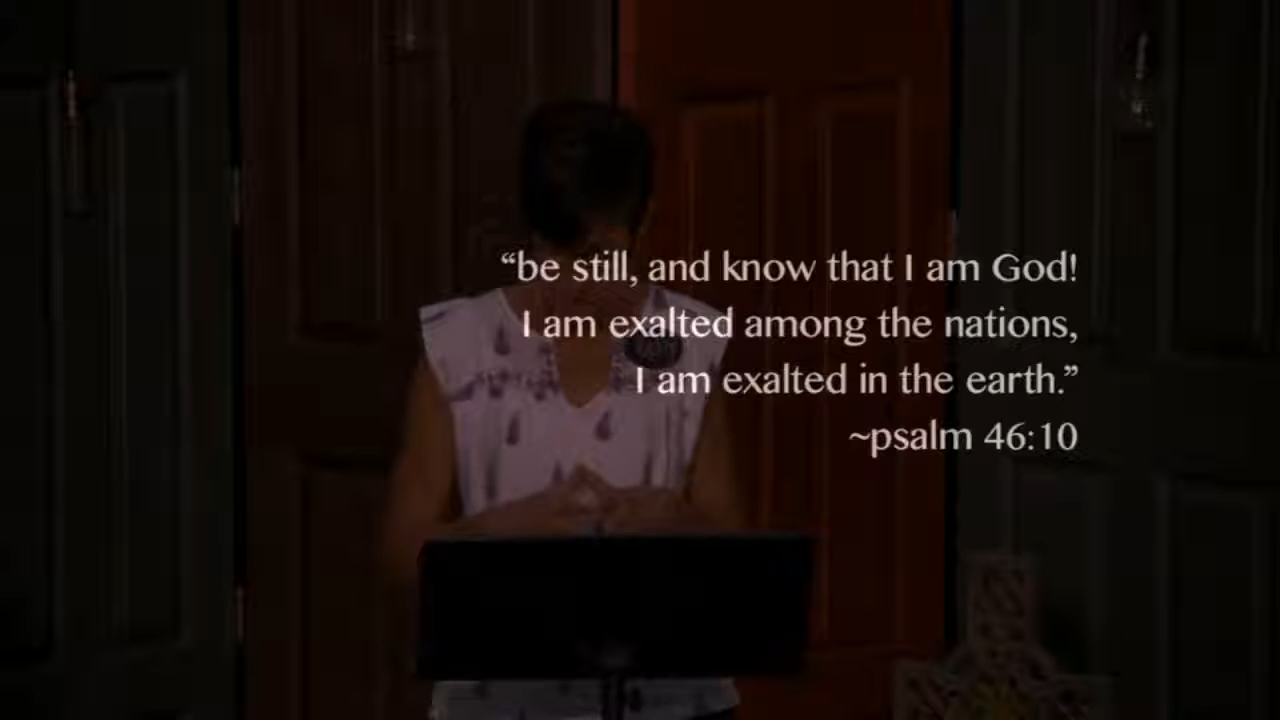 “be still, and know that I am God!
I am exalted among the nations,
I am exalted in the earth.”
~psalm 46:10